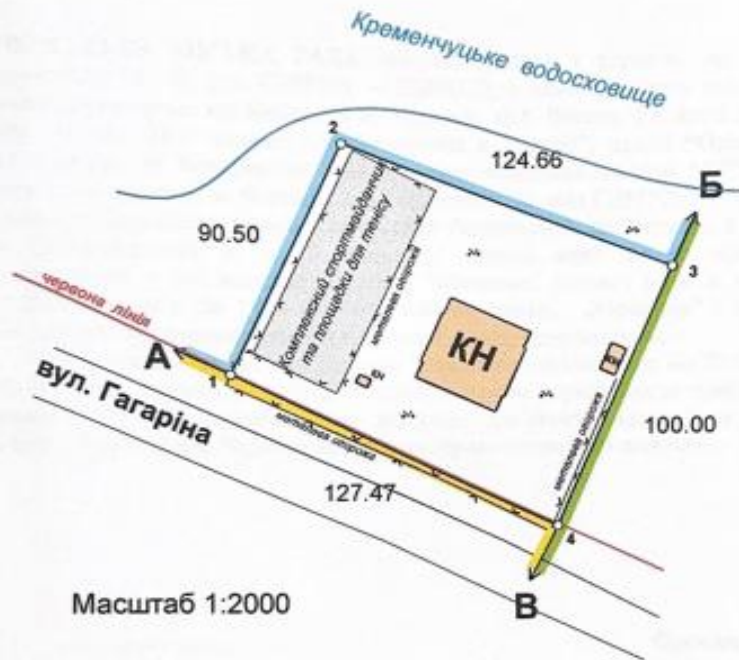 Кременчуцьке водосховище
2
124.66
Б
90.50
Комплексний спортмайданчик
та площадки для тенісу
металева огорожа
3
червона лінія
КН
А
1
вул. Гагаріна
металева огорожа
металева огорожа
100.00
127.47
4
В
Масштаб 1:2000